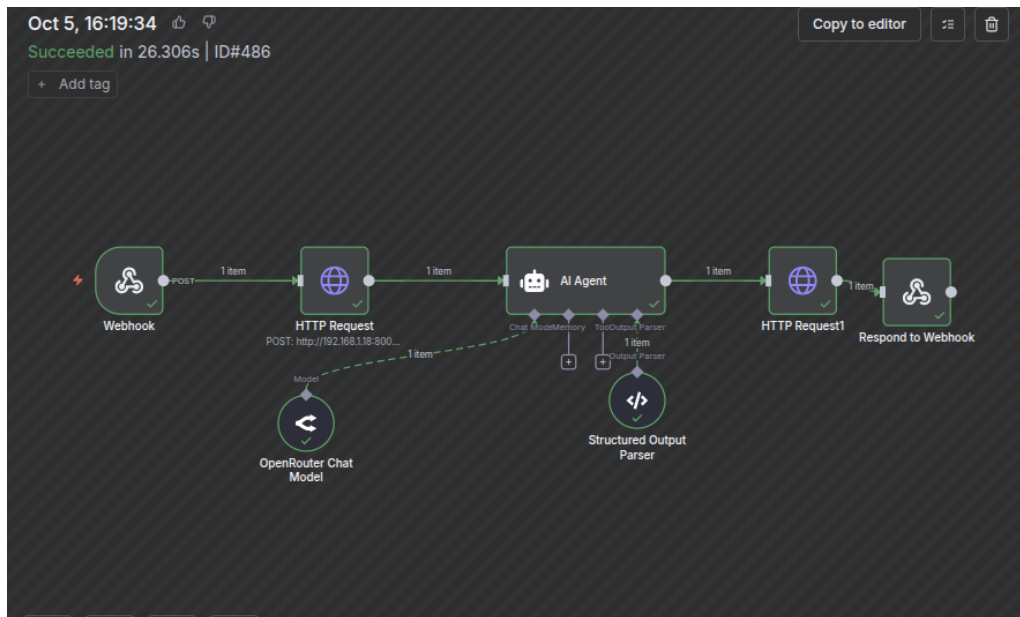 Oct 5, 16:19:34
Copy to editor
Succeeded in 26.306s | ID#486
+ Add tag
POST
1 item
1 item
1 item
1 item
AI Agent
Webhook
HTTP Request
POST: http://192.168.1.18:800...
HTTP Request1
Respond to Webhook
Chat Mode
Memory
Too
Output Parser
1 item
1 item
Output Parser
Model
OpenRouter Chat
Model
Structured Output
Parser